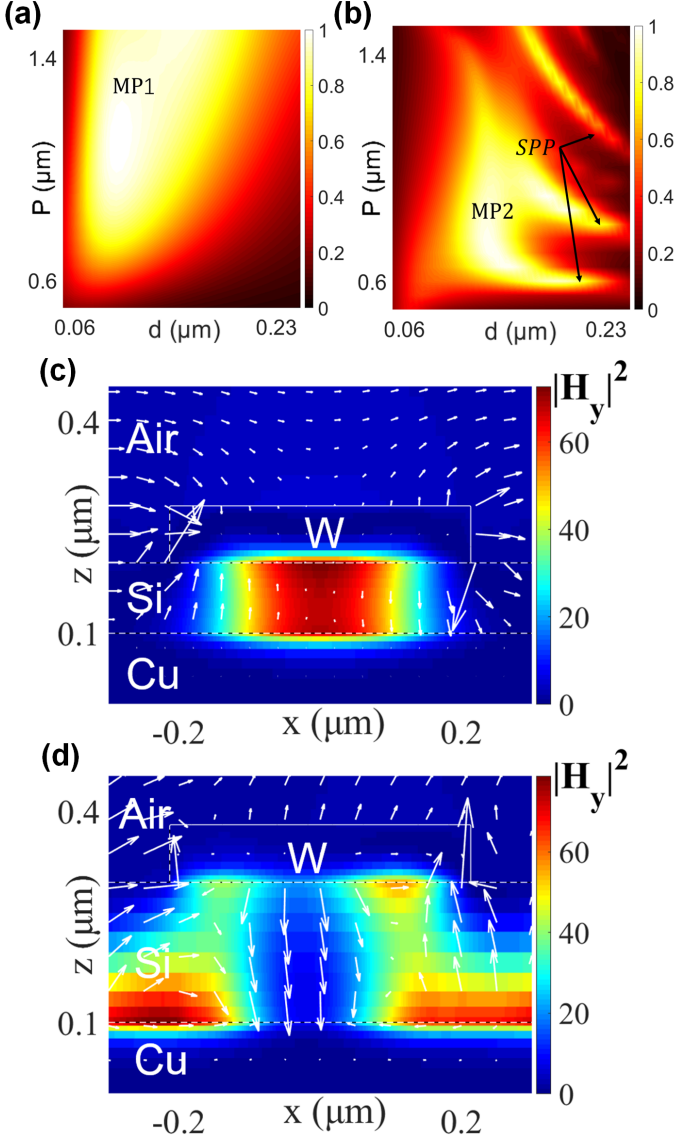 (a)
1.4
P (μm)
0.6
MP1
0.06
d (μm)
0.23
1
0.8
0.6
0.4
0.2
0
(b)
1.4
P (μm)
0.6
SPP
MP2
0.06
d (μm)
0.23
1
0.8
0.6
0.4
0.2
0
(c)
|H_y|^2
0.4
z (μm)
0.1
Air
W
Si
Cu
-0.2
x (μm)
0.2
60
40
20
0
(d)
|H_y|^2
0.4
z (μm)
0.1
Air
W
Si
Cu
-0.2
x (μm)
0.2
60
40
20
0